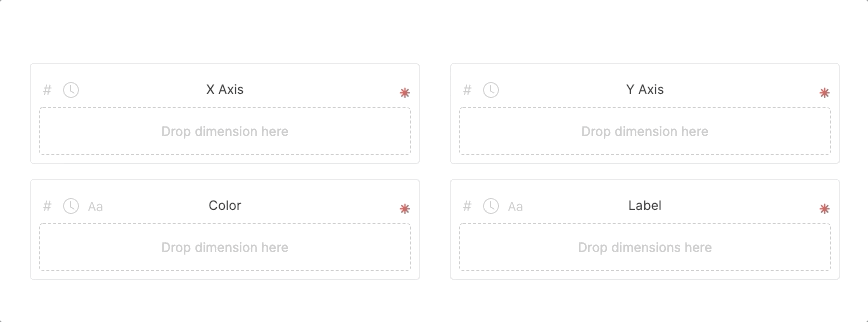 # X Axis *
Drop dimension here
# Y Axis *
Drop dimension here
# Aa Color *
Drop dimension here
# Aa Label *
Drop dimensions here